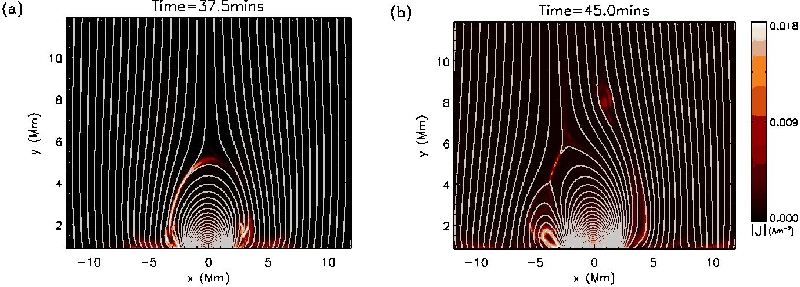 (a)
Time=37.5mins
y (Mm)
10
8
6
4
2
-10
-5
0
5
10
x (Mm)
(b)
Time=45.0mins
y (Mm)
10
8
6
4
2
-10
-5
0
5
10
x (Mm)
0.018
0.009
0.000
|J| (Am⁻²)